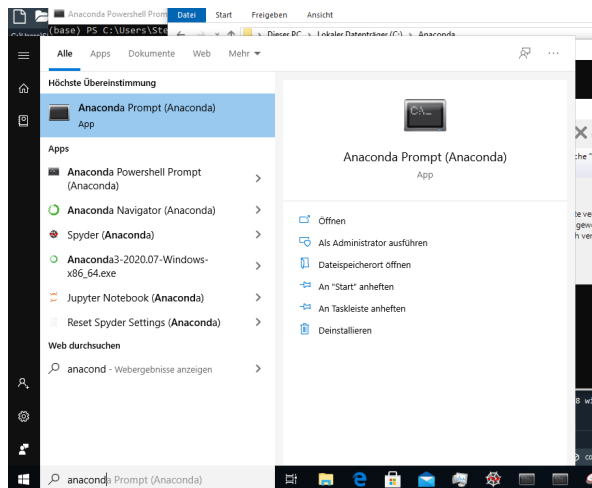 Anaconda Powershell Prom
Datei Start Freigeben Ansicht
(base) PS C:\Users\Ste
Dieser PC > Lokaler Datenträger (C:) > Anaconda
Alle Apps Dokumente Web Mehr
Höchste Übereinstimmung
Anaconda Prompt (Anaconda)
App
Apps
Anaconda Powershell Prompt
(Anaconda)
Anaconda Navigator (Anaconda)
Spyder (Anaconda)
Anaconda3-2020.07-Windows-
x86_64.exe
Jupyter Notebook (Anaconda)
Reset Spyder Settings (Anaconda)
Web durchsuchen
anacond - Webergebnisse anzeigen
C:\_
Anaconda Prompt (Anaconda)
App
Öffnen
Als Administrator ausführen
Dateispeicherort öffnen
An "Start" anheften
An Taskleiste anheften
Deinstallieren
anaconda Prompt (Anaconda)